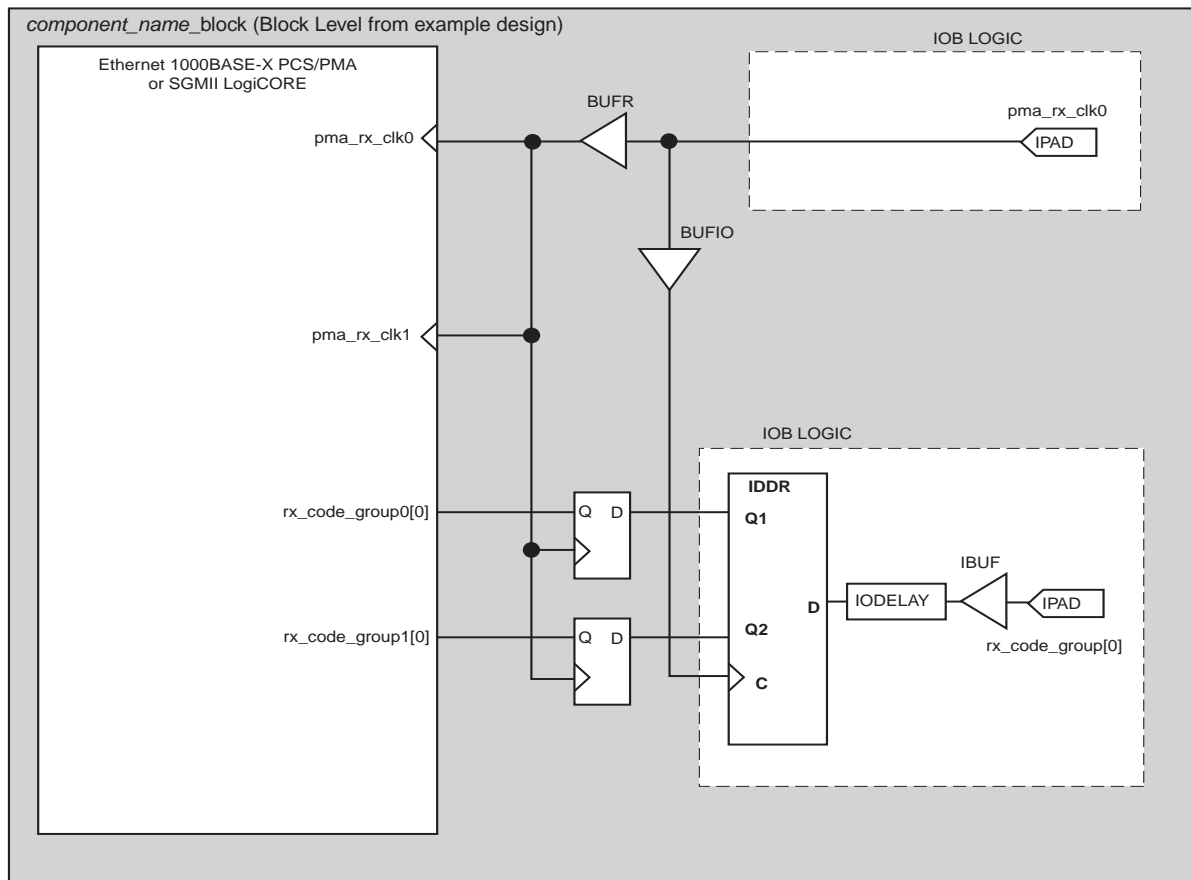 component_name_block (Block Level from example design)
Ethernet 1000BASE-X PCS/PMA
or SGMII LogiCORE
IOB LOGIC
BUFR
pma_rx_clk0
pma_rx_clk0
IPAD
BUFIO
pma_rx_clk1
IOB LOGIC
IDDR
rx_code_group0[0]
Q D
Q1
IBUF
D
IODELAY
IPAD
rx_code_group1[0]
Q D
Q2
rx_code_group[0]
C